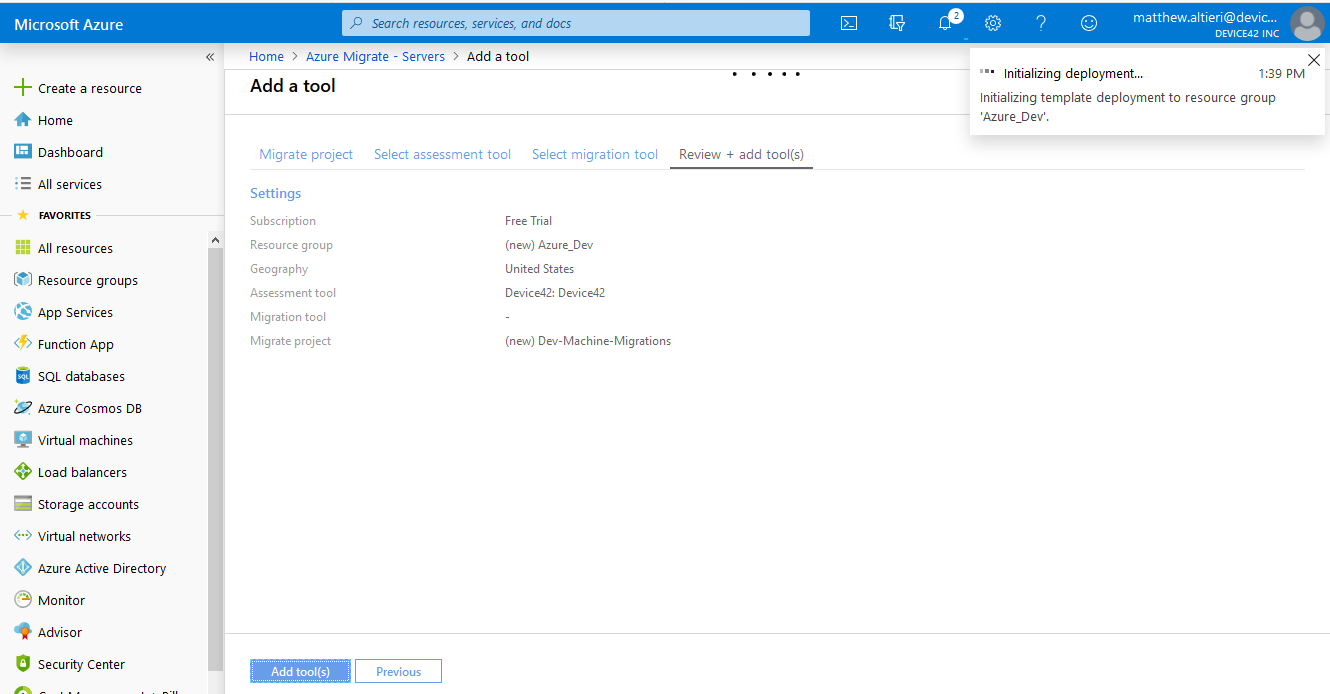 Microsoft Azure
Search resources, services, and docs
2
matthew.altieri@devic...
DEVICE42 INC
Home > Azure Migrate - Servers > Add a tool
Add a tool
Initializing deployment... 1:39 PM
Initializing template deployment to resource group
'Azure_Dev'.
Create a resource
Home
Dashboard
All services
FAVORITES
All resources
Resource groups
App Services
Function App
SQL databases
Azure Cosmos DB
Virtual machines
Load balancers
Storage accounts
Virtual networks
Azure Active Directory
Monitor
Advisor
Security Center
Migrate project Select assessment tool Select migration tool Review + add tool(s)
Settings
Subscription Free Trial
Resource group (new) Azure_Dev
Geography United States
Assessment tool Device42: Device42
Migration tool -
Migrate project (new) Dev-Machine-Migrations
Add tool(s) Previous